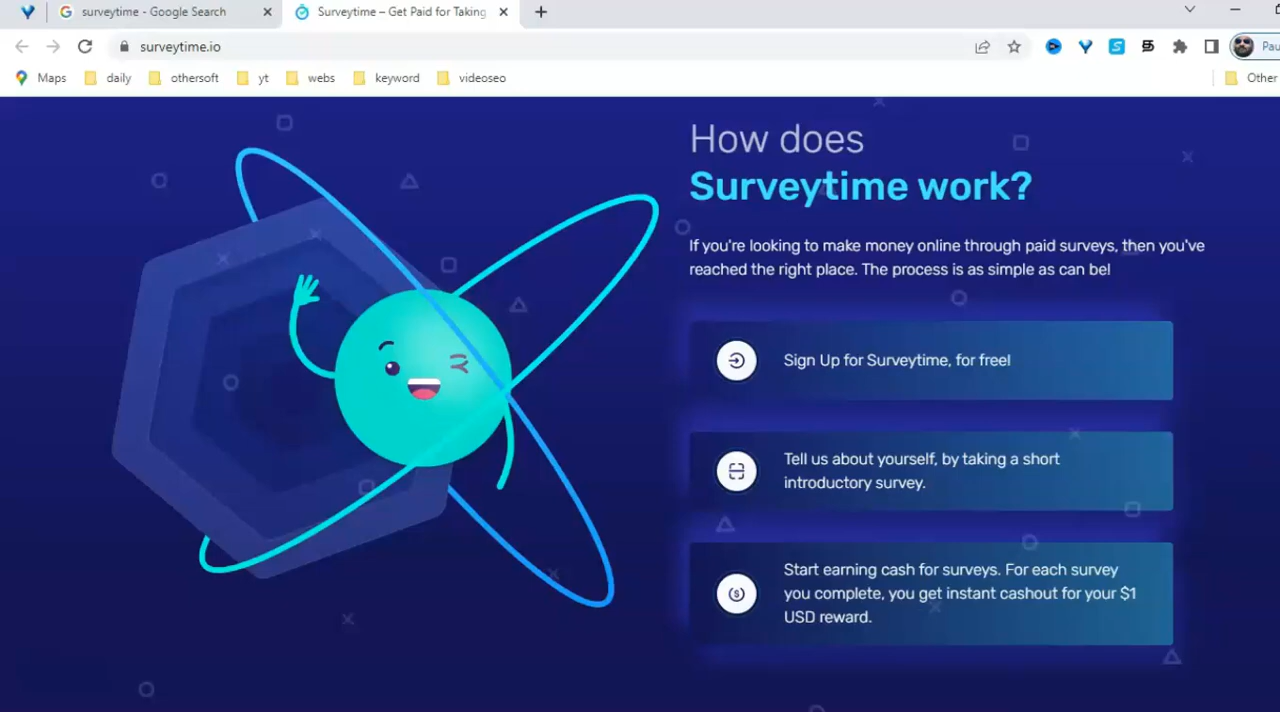 surveytime - Google Search
Surveytime – Get Paid for Taking
surveytime.io
Pau
Maps
daily
othersoft
yt
webs
keyword
videoseo
Other
How does
Surveytime work?
If you're looking to make money online through paid surveys, then you've
reached the right place. The process is as simple as can be!
Sign Up for Surveytime, for free!
Tell us about yourself, by taking a short
introductory survey.
Start earning cash for surveys. For each survey
you complete, you get instant cashout for your $1
USD reward.